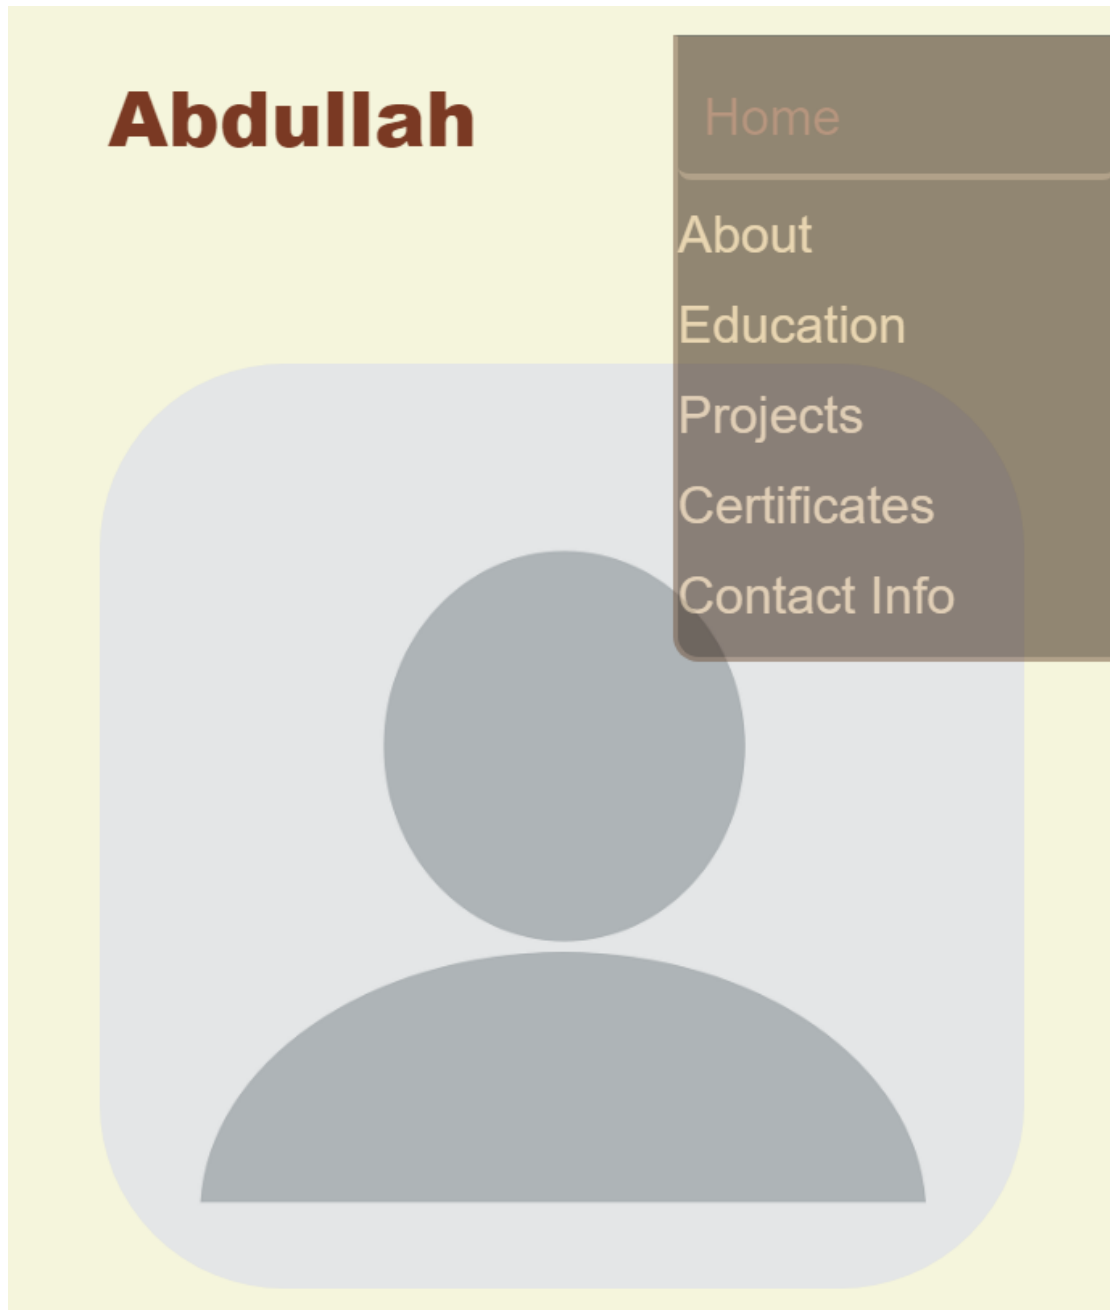 Abdullah
Home
About
Education
Projects
Certificates
Contact Info